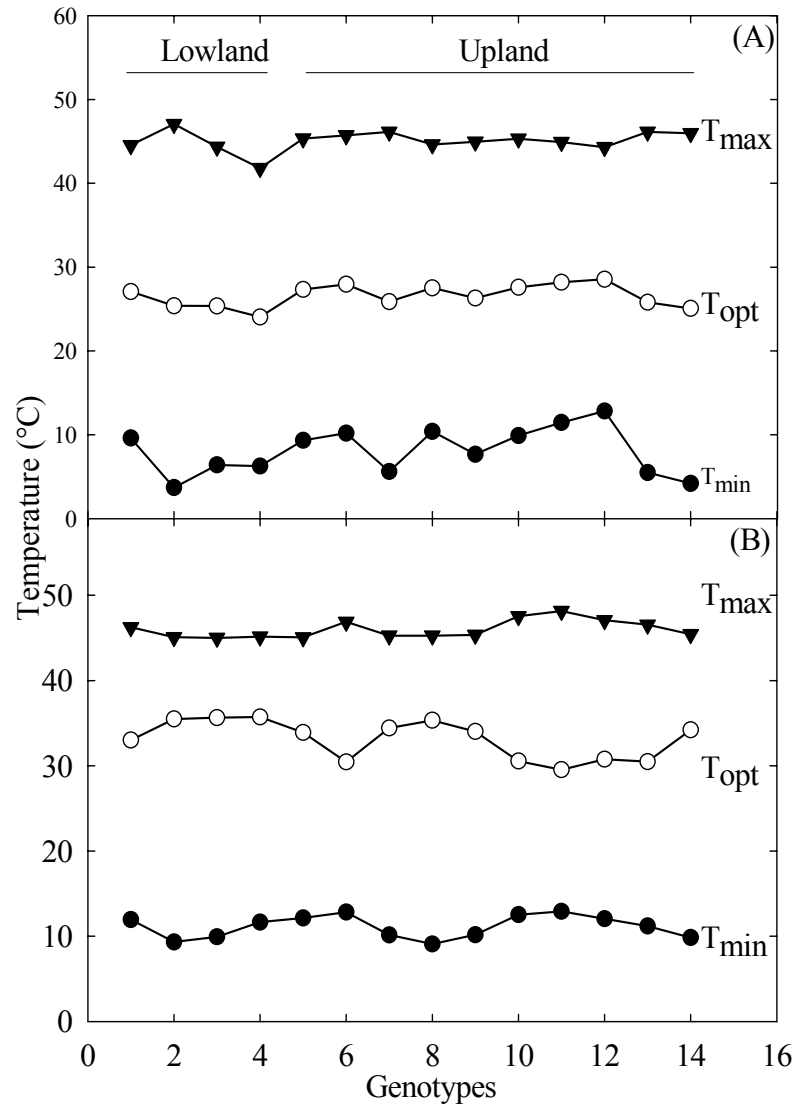 60
Lowland
Upland
(A)
50
Tmax
40
30
Topt
20
10
Tmin
0
Temperature (°C)
(B)
50
Tmax
40
30
Topt
20
10
Tmin
0
0 2 4 6 8 10 12 14 16
Genotypes